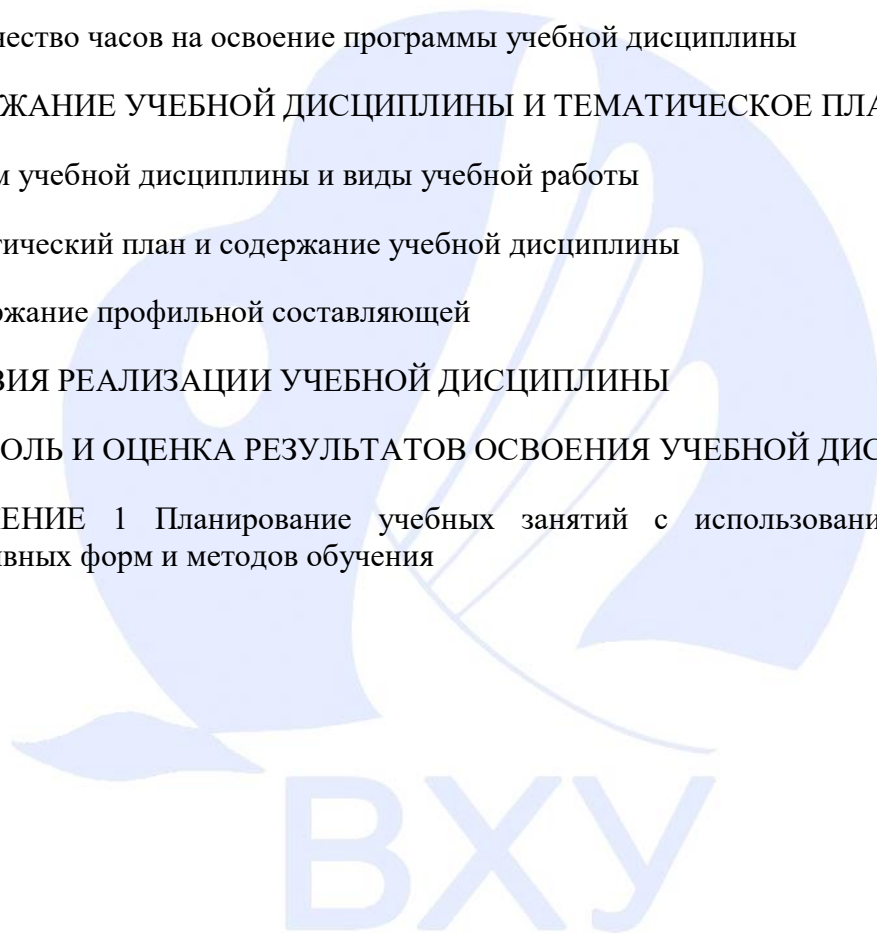 чество часов на освоение программы учебной дисциплины
ЖАНИЕ УЧЕБНОЙ ДИСЦИПЛИНЫ И ТЕМАТИЧЕСКОЕ ПЛА
м учебной дисциплины и виды учебной работы
тический план и содержание учебной дисциплины
ржание профильной составляющей
ВИЯ РЕАЛИЗАЦИИ УЧЕБНОЙ ДИСЦИПЛИНЫ
ОЛЬ И ОЦЕНКА РЕЗУЛЬТАТОВ ОСВОЕНИЯ УЧЕБНОЙ ДИС
ЕНИЕ 1 Планирование учебных занятий с использовани
ивных форм и методов обучения
ВХУ